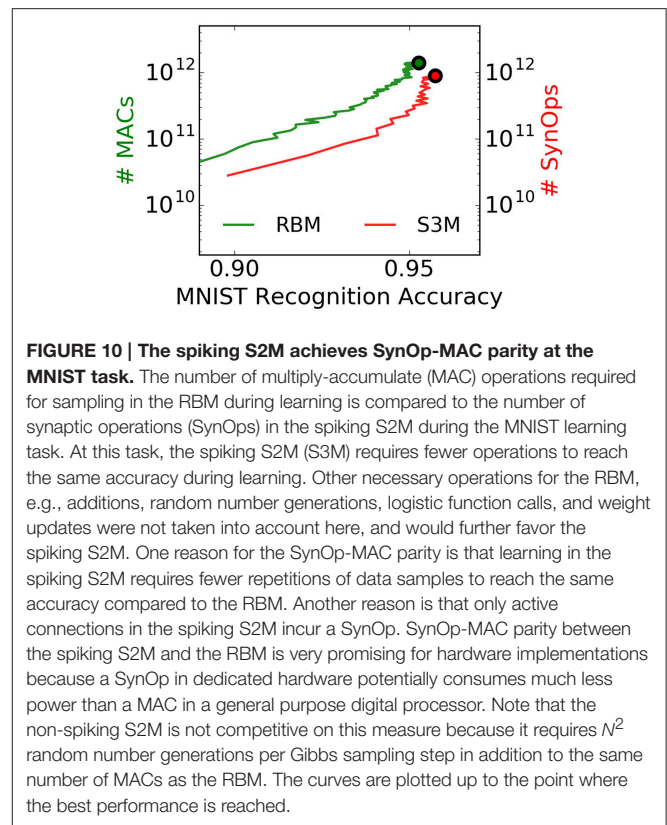 10¹²
10¹¹
10¹⁰
# MACs
10¹²
10¹¹
10¹⁰
# SynOps
RBM
S3M
0.90
0.95
MNIST Recognition Accuracy
FIGURE 10 | The spiking S2M achieves SynOp-MAC parity at the
MNIST task. The number of multiply-accumulate (MAC) operations required
for sampling in the RBM during learning is compared to the number of
synaptic operations (SynOps) in the spiking S2M during the MNIST learning
task. At this task, the spiking S2M (S3M) requires fewer operations to reach
the same accuracy during learning. Other necessary operations for the RBM,
e.g., additions, random number generations, logistic function calls, and weight
updates were not taken into account here, and would further favor the
spiking S2M. One reason for the SynOp-MAC parity is that learning in the
spiking S2M requires fewer repetitions of data samples to reach the same
accuracy compared to the RBM. Another reason is that only active
connections in the spiking S2M incur a SynOp. SynOp-MAC parity between
the spiking S2M and the RBM is very promising for hardware implementations
because a SynOp in dedicated hardware potentially consumes much less
power than a MAC in a general purpose digital processor. Note that the
non-spiking S2M is not competitive on this measure because it requires N²
random number generations per Gibbs sampling step in addition to the same
number of MACs as the RBM. The curves are plotted up to the point where
the best performance is reached.